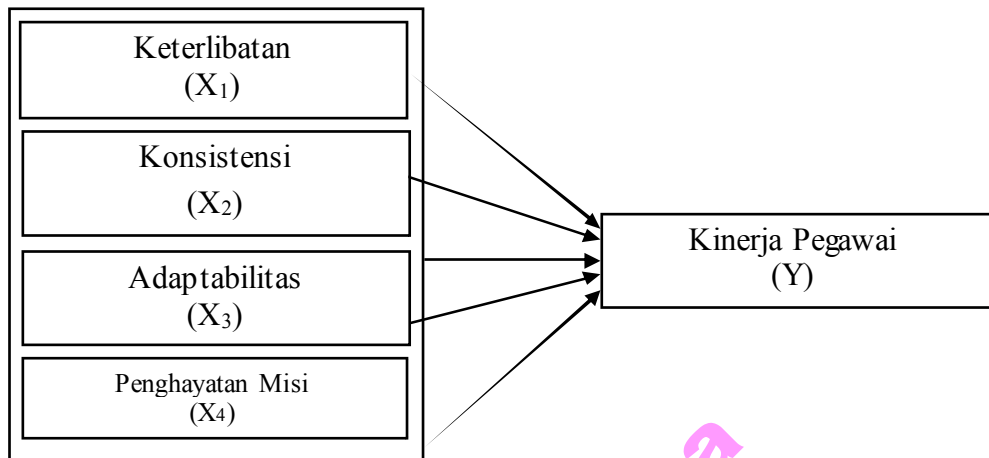 Keterlibatan
(X₁)
Konsistensi
(X₂)
Adaptabilitas
(X₃)
Penghayatan Misi
(X₄)
Kinerja Pegawai
(Y)